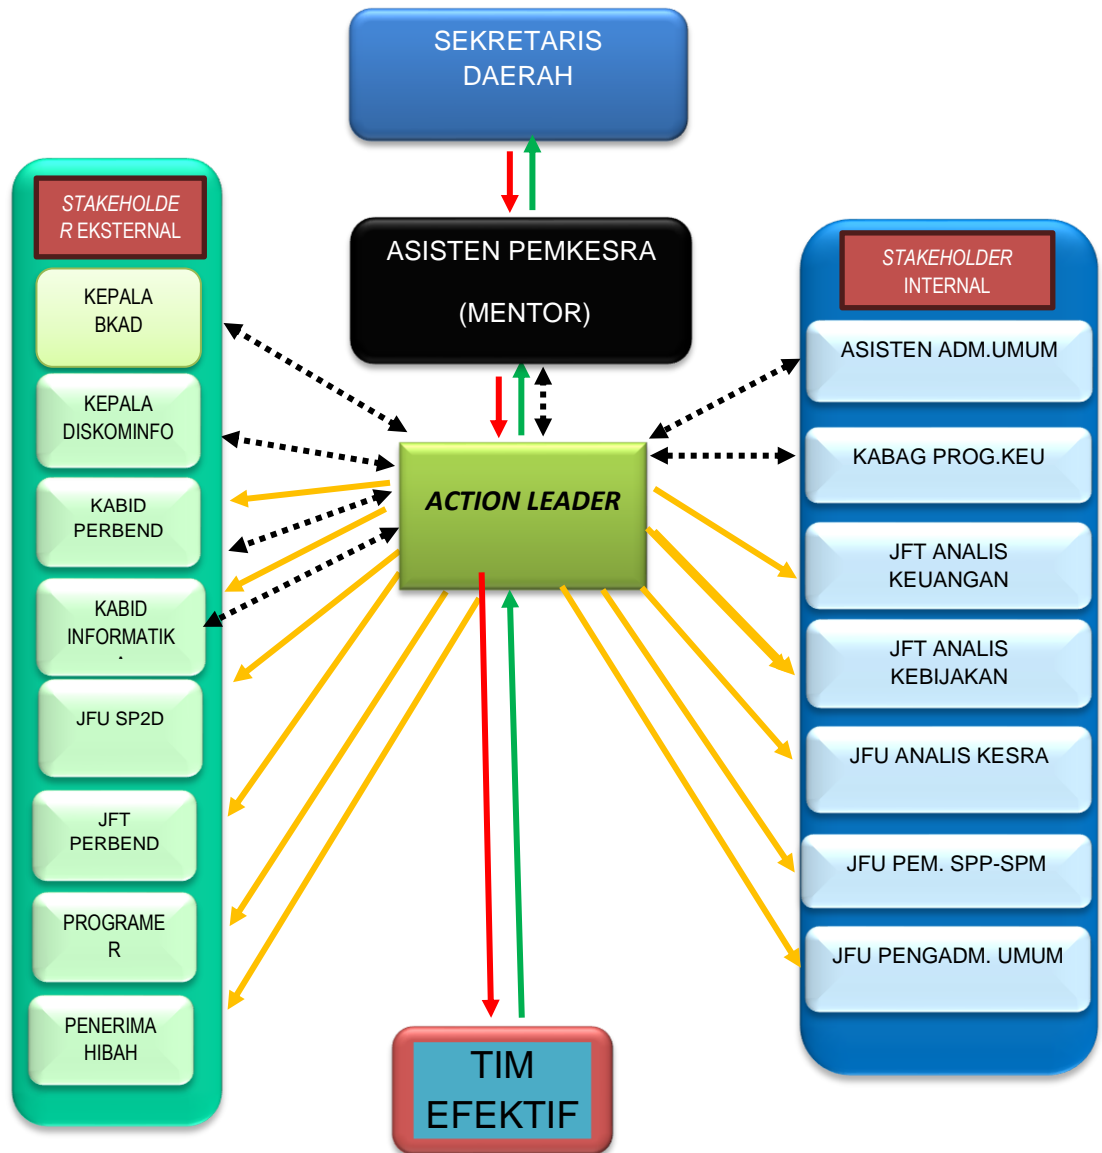 SEKRETARIS
DAERAH
ASISTEN PEMKESRA
(MENTOR)
STAKEHOLDE
R EKSTERNAL
KEPALA
BKAD
KEPALA
DISKOMINFO
KABID
PERBEND
KABID
INFORMATIK
JFU SP2D
JFT
PERBEND
PROGRAME
R
PENERIMA
HIBAH
ACTION LEADER
STAKEHOLDER
INTERNAL
ASISTEN ADM.UMUM
KABAG PROG.KEU
JFT ANALIS
KEUANGAN
JFT ANALIS
KEBIJAKAN
JFU ANALIS KESRA
JFU PEM. SPP-SPM
JFU PENGADM. UMUM
TIM
EFEKTIF